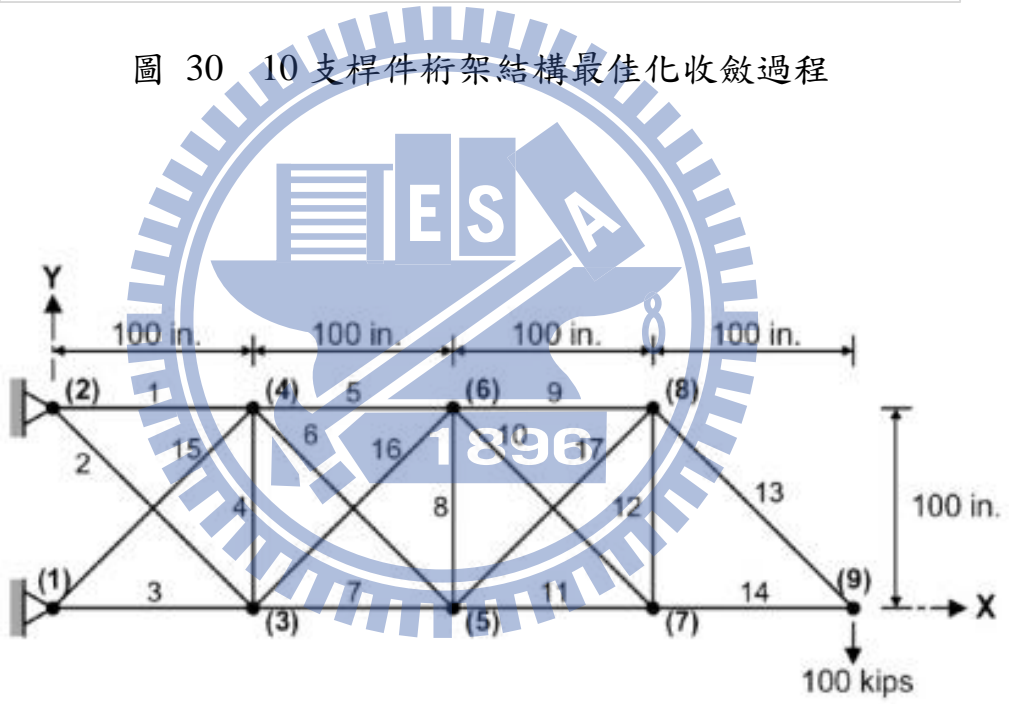 圖 30 10 支桿件桁架結構最佳化收斂過程
E S A
Y
100 in. 100 in. 100 in. 100 in.
(2) 1 (4) 5 (6) 9 (8)
2 15 6 16 10 17
1896
4 8 12 13 100 in.
(1) 3 (3) 7 (5) 11 (7) 14 (9) X
100 kips